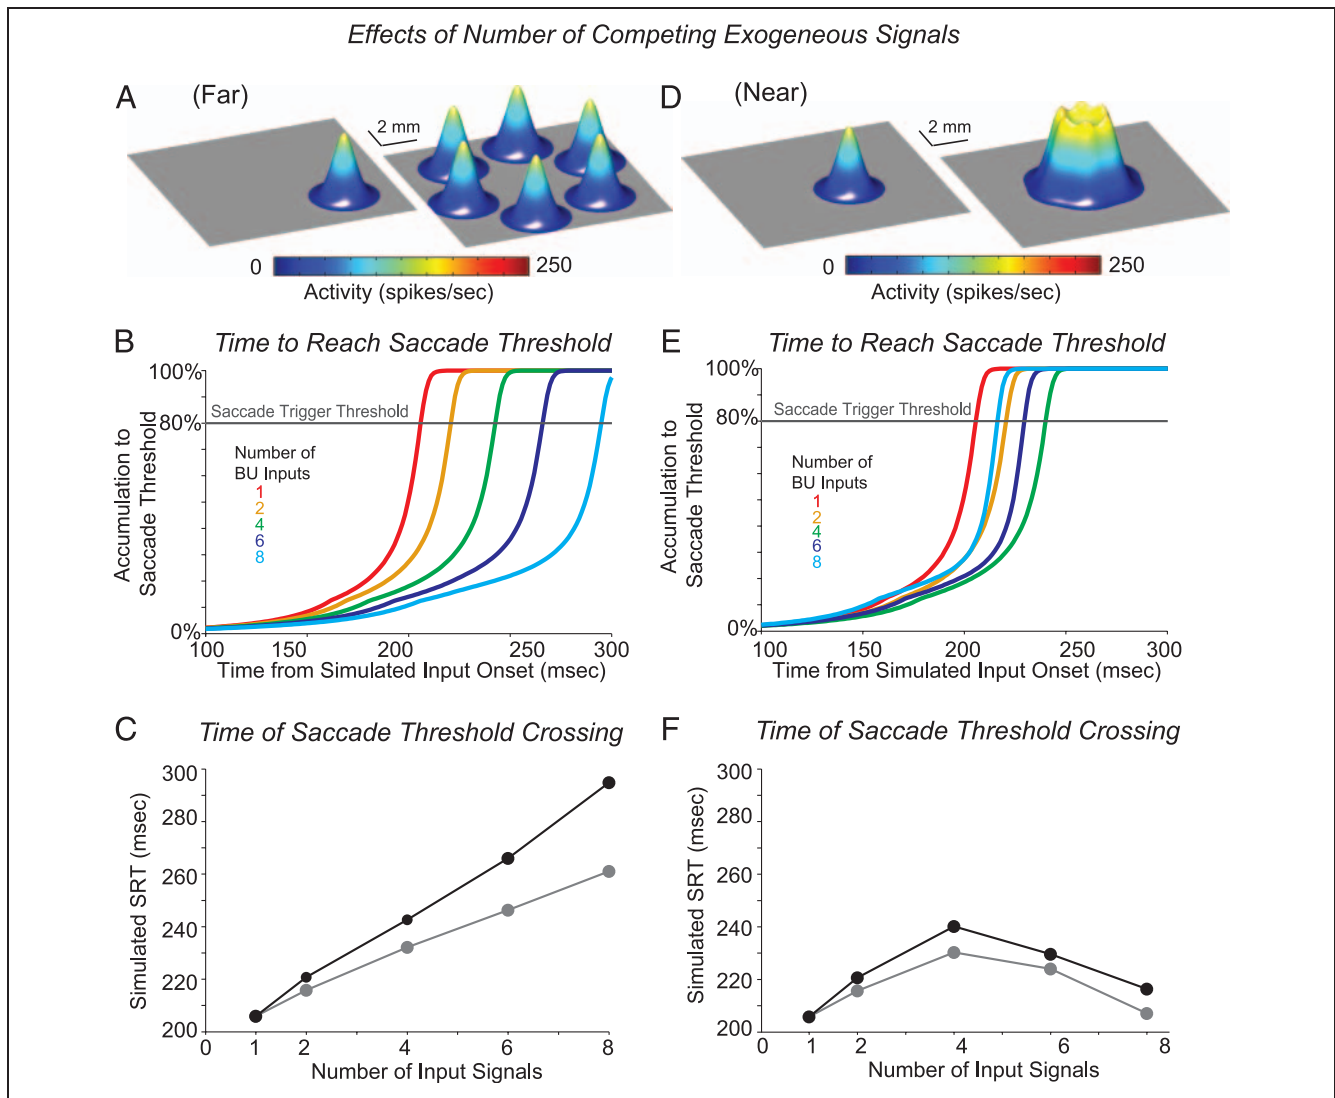 Effects of Number of Competing Exogeneous Signals
A
(Far)
2 mm
0
250
Activity (spikes/sec)
D
(Near)
2 mm
0
250
Activity (spikes/sec)
B
Time to Reach Saccade Threshold
100%
80%
0%
Saccade Trigger Threshold
Number of
BU Inputs
1
2
4
6
8
Accumulation to
Saccade Threshold
100 150 200 250 300
Time from Simulated Input Onset (msec)
E
Time to Reach Saccade Threshold
100%
80%
0%
Saccade Trigger Threshold
Number of
BU Inputs
1
2
4
6
8
Accumulation to
Saccade Threshold
100 150 200 250 300
Time from Simulated Input Onset (msec)
C
Time of Saccade Threshold Crossing
300
280
260
240
220
200
Simulated SRT (msec)
0 1 2 4 6 8
Number of Input Signals
F
Time of Saccade Threshold Crossing
300
280
260
240
220
200
Simulated SRT (msec)
0 1 2 4 6 8
Number of Input Signals